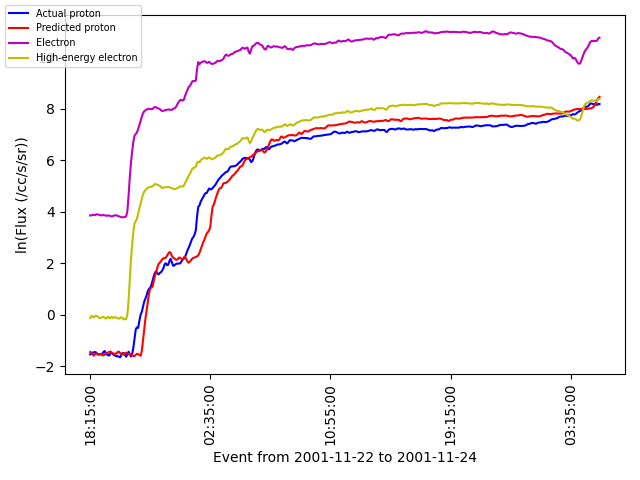 Actual proton
Predicted proton
Electron
High-energy electron
ln(Flux (/cc/s/sr))
8
6
4
2
0
−2
18:15:00
02:35:00
10:55:00
19:15:00
03:35:00
Event from 2001-11-22 to 2001-11-24